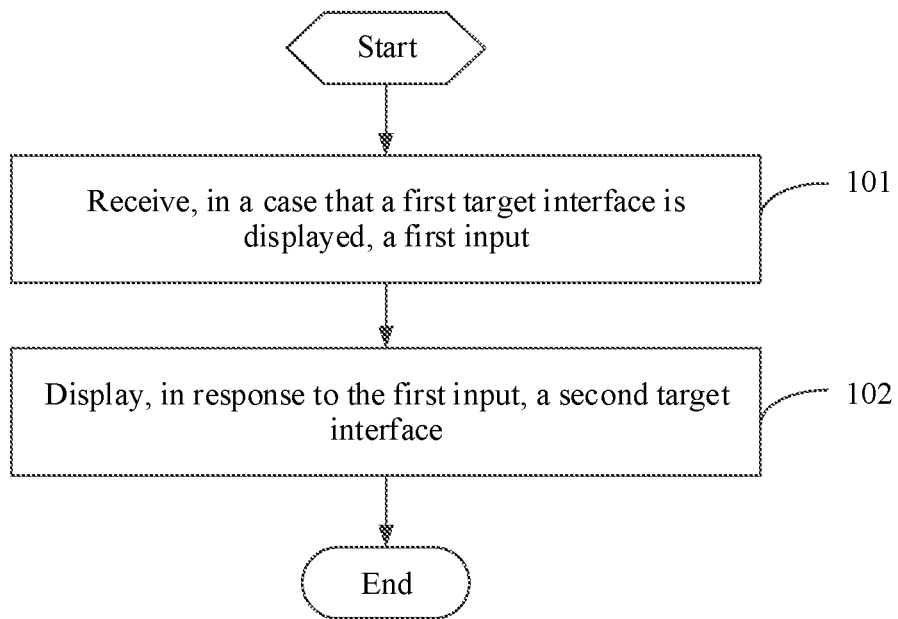 Start
Receive, in a case that a first target interface is
displayed, a first input
101
Display, in response to the first input, a second target
interface
102
End